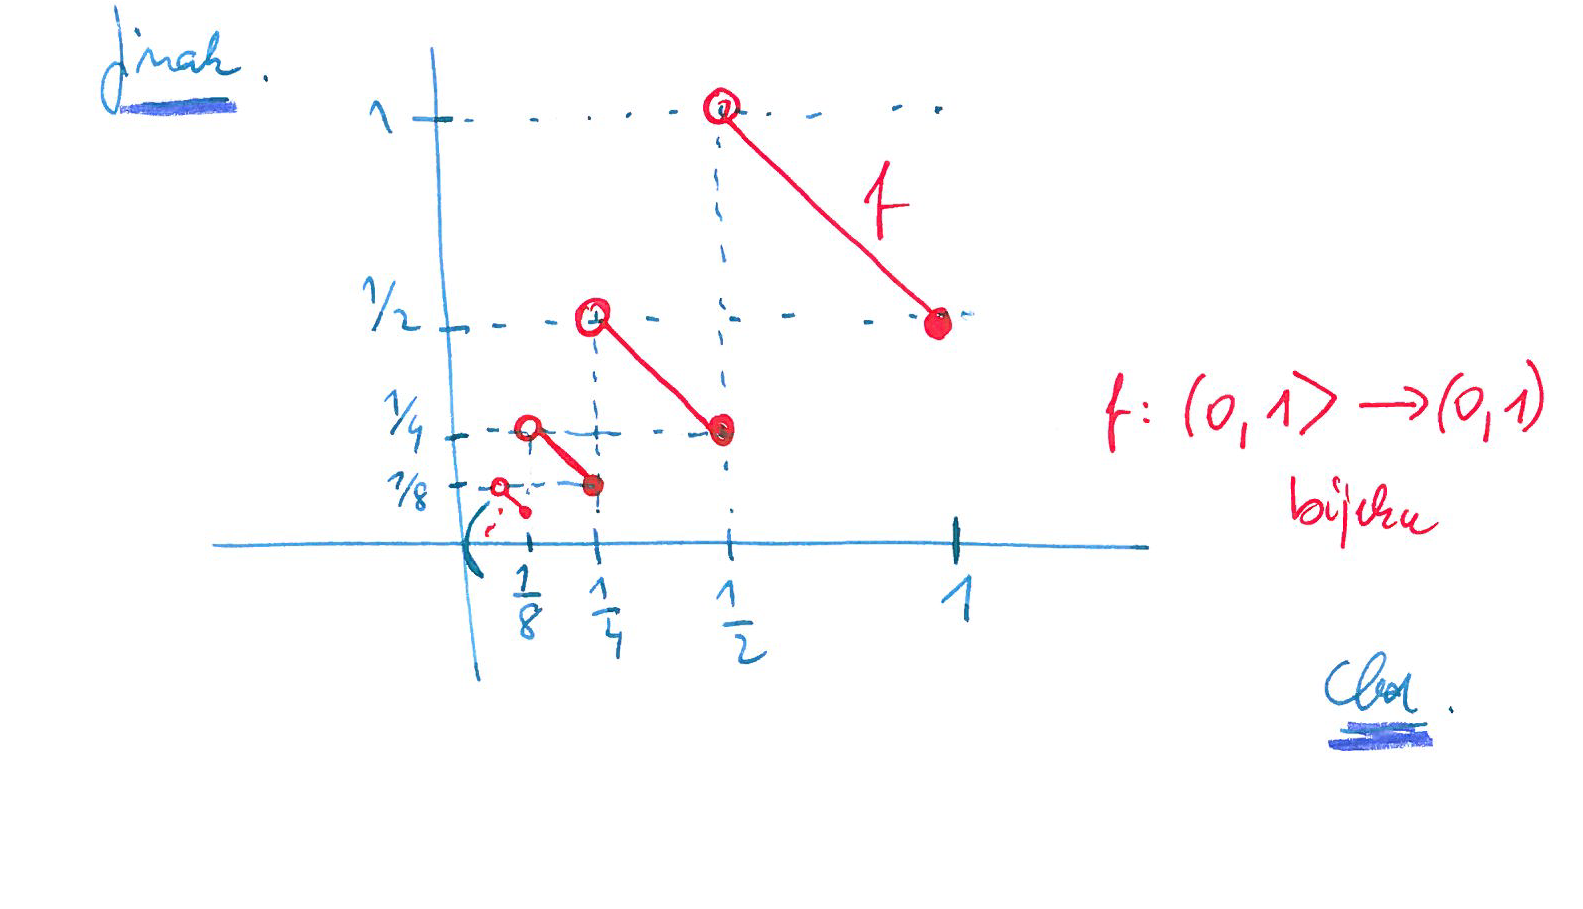 Jinak.
1
f
1/2
1/4
1/8
f: (0,1⟩ → (0,1)
bijekce
1/8 1/4 1/2 1